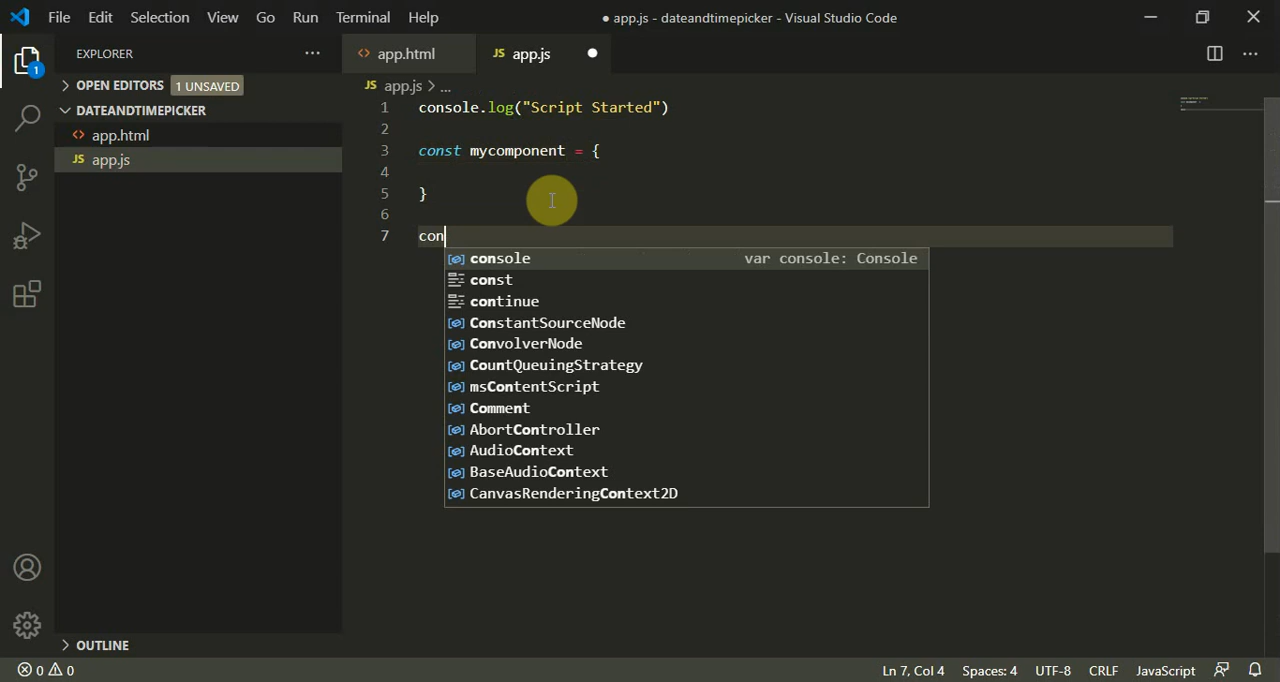 File Edit Selection View Go Run Terminal Help
● app.js - dateandtimepicker - Visual Studio Code
EXPLORER
1
OPEN EDITORS 1 UNSAVED
DATEANDTIMEPICKER
app.html
JS app.js
OUTLINE
app.html
JS app.js
JS app.js > ...
1 console.log("Script Started")
2
3 const mycomponent = {
4
5 }
6
7 con
console var console: Console
const
continue
ConstantSourceNode
ConvolverNode
CountQueuingStrategy
msContentScript
Comment
AbortController
AudioContext
BaseAudioContext
CanvasRenderingContext2D
0 0 Ln 7, Col 4 Spaces: 4 UTF-8 CRLF JavaScript